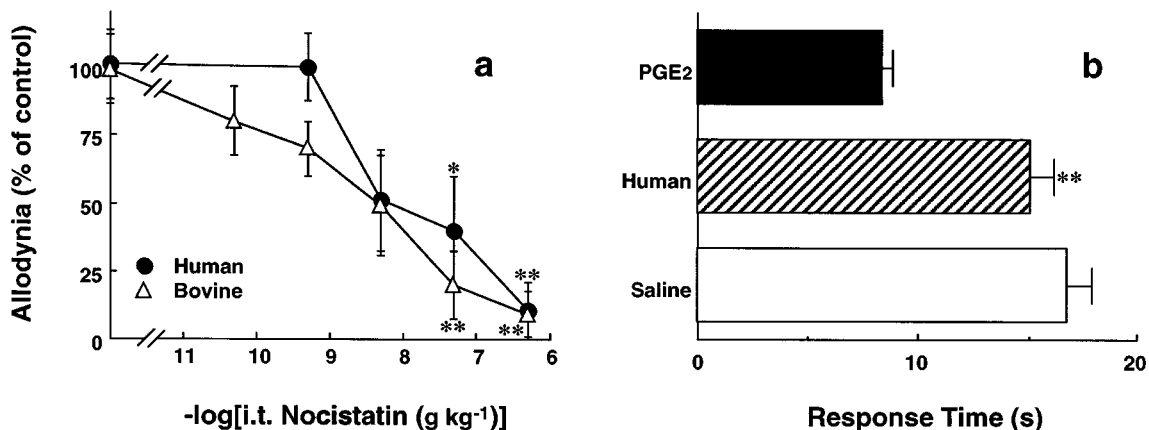 a
Allodynia (% of control)
100
75
50
25
0
*
**
**
**
Human
Bovine
11 10 9 8 7 6
-log[i.t. Nocistatin (g kg-1)]
b
PGE2
Human
**
Saline
0 10 20
Response Time (s)